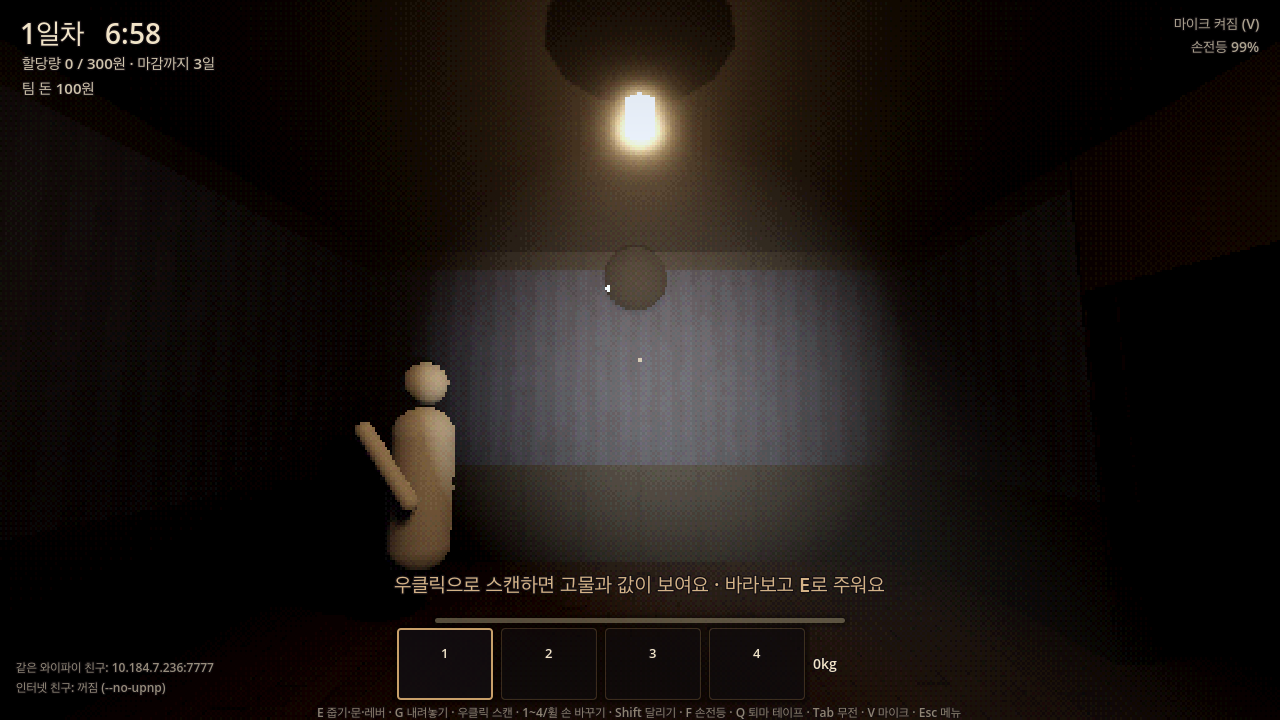 1일차 6:58
할당량 0 / 300원 · 마감까지 3일
팀 돈 100원
마이크 켜짐 (V)
손전등 99%
우클릭으로 스캔하면 고물과 값이 보여요 · 바라보고 E로 주워요
1 2 3 4 0kg
같은 와이파이 친구: 10.184.7.236:7777
인터넷 친구: 꺼짐 (--no-upnp)
E 줍기·문·레버 · G 내려놓기 · 우클릭 스캔 · 1~4/휠 손 바꾸기 · Shift 달리기 · F 손전등 · Q 퇴마 테이프 · Tab 무전 · V 마이크 · Esc 메뉴